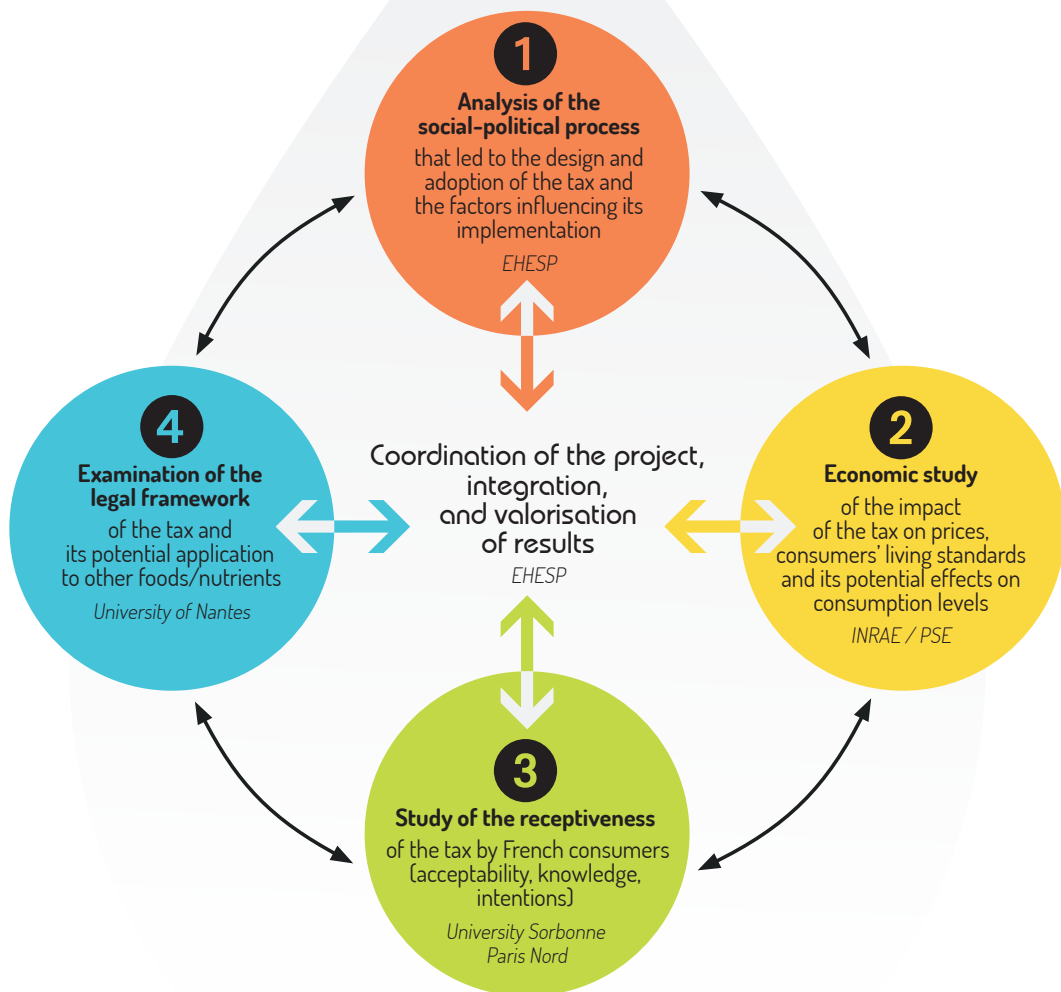 1
Analysis of the
social-political process
that led to the design and
adoption of the tax and
the factors influencing its
implementation
EHESP
4
Examination of the
legal framework
of the tax and
its potential application
to other foods/nutrients
University of Nantes
Coordination of the project,
integration,
and valorisation
of results
EHESP
2
Economic study
of the impact
of the tax on prices,
consumers' living standards
and its potential effects on
consumption levels
INRAE / PSE
3
Study of the receptiveness
of the tax by French consumers
(acceptability, knowledge,
intentions)
University Sorbonne
Paris Nord